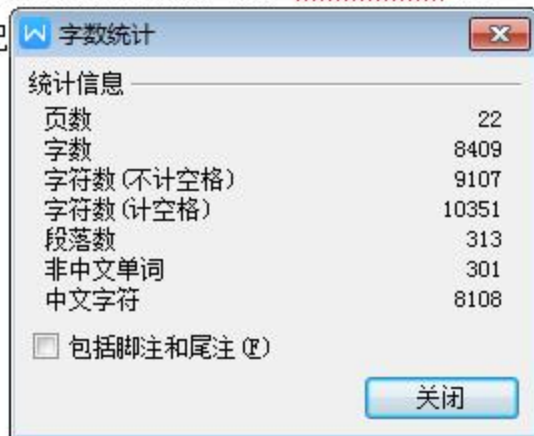 字数统计
统计信息
页数 22
字数 8409
字符数(不计空格) 9107
字符数(计空格) 10351
段落数 313
非中文单词 301
中文字符 8108
包括脚注和尾注(F)
关闭